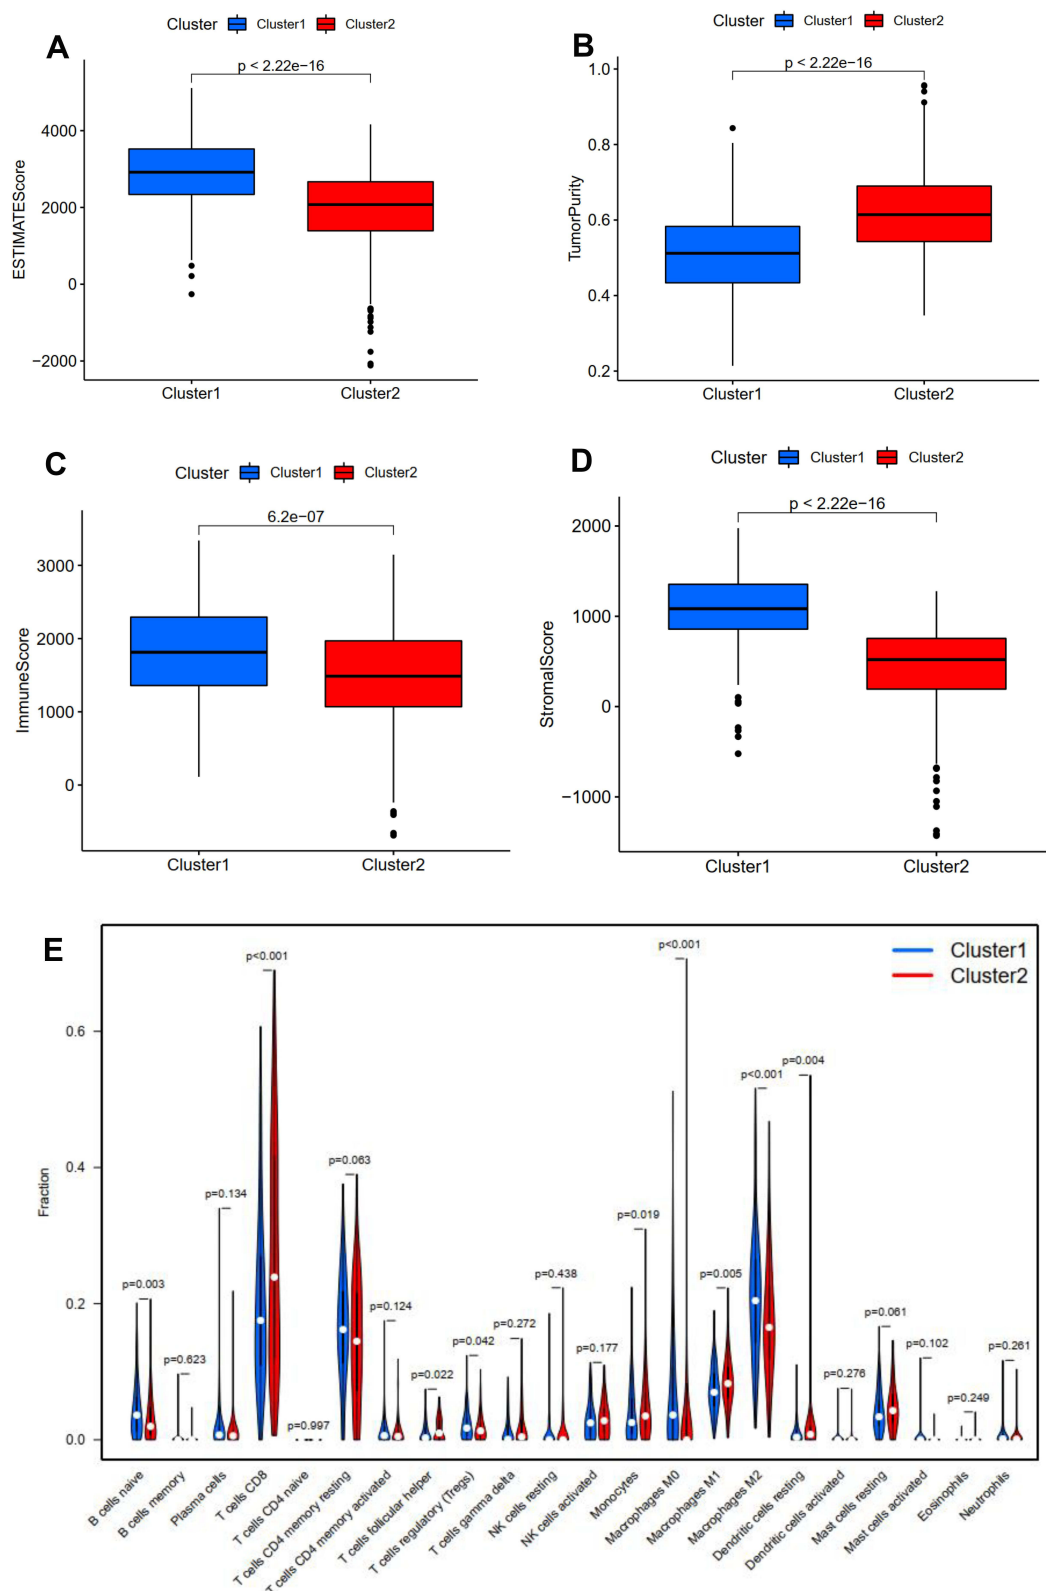 A
Cluster Cluster1 Cluster2
p < 2.22e−16
ESTIMATEScore
4000
2000
0
−2000
Cluster1 Cluster2
B
Cluster Cluster1 Cluster2
p < 2.22e−16
TumorPurity
1.0
0.8
0.6
0.4
0.2
Cluster1 Cluster2
C
Cluster Cluster1 Cluster2
6.2e−07
ImmuneScore
3000
2000
1000
0
Cluster1 Cluster2
D
Cluster Cluster1 Cluster2
p < 2.22e−16
StromalScore
2000
1000
0
−1000
Cluster1 Cluster2
E
Cluster1
Cluster2
Fraction
0.6
0.4
0.2
0.0
p=0.003
p=0.623
p=0.134
p<0.001
p=0.997
p=0.063
p=0.124
p=0.022
p=0.042
p=0.272
p=0.438
p=0.177
p=0.019
p<0.001
p=0.005
p<0.001
p=0.004
p=0.276
p=0.061
p=0.102
p=0.249
p=0.261
B cells naive
B cells memory
Plasma cells
T cells CD8
T cells CD4 naive
T cells CD4 memory resting
T cells CD4 memory activated
T cells follicular helper
T cells regulatory (Tregs)
T cells gamma delta
NK cells resting
NK cells activated
Monocytes
Macrophages M0
Macrophages M1
Macrophages M2
Dendritic cells resting
Dendritic cells activated
Mast cells resting
Mast cells activated
Eosinophils
Neutrophils